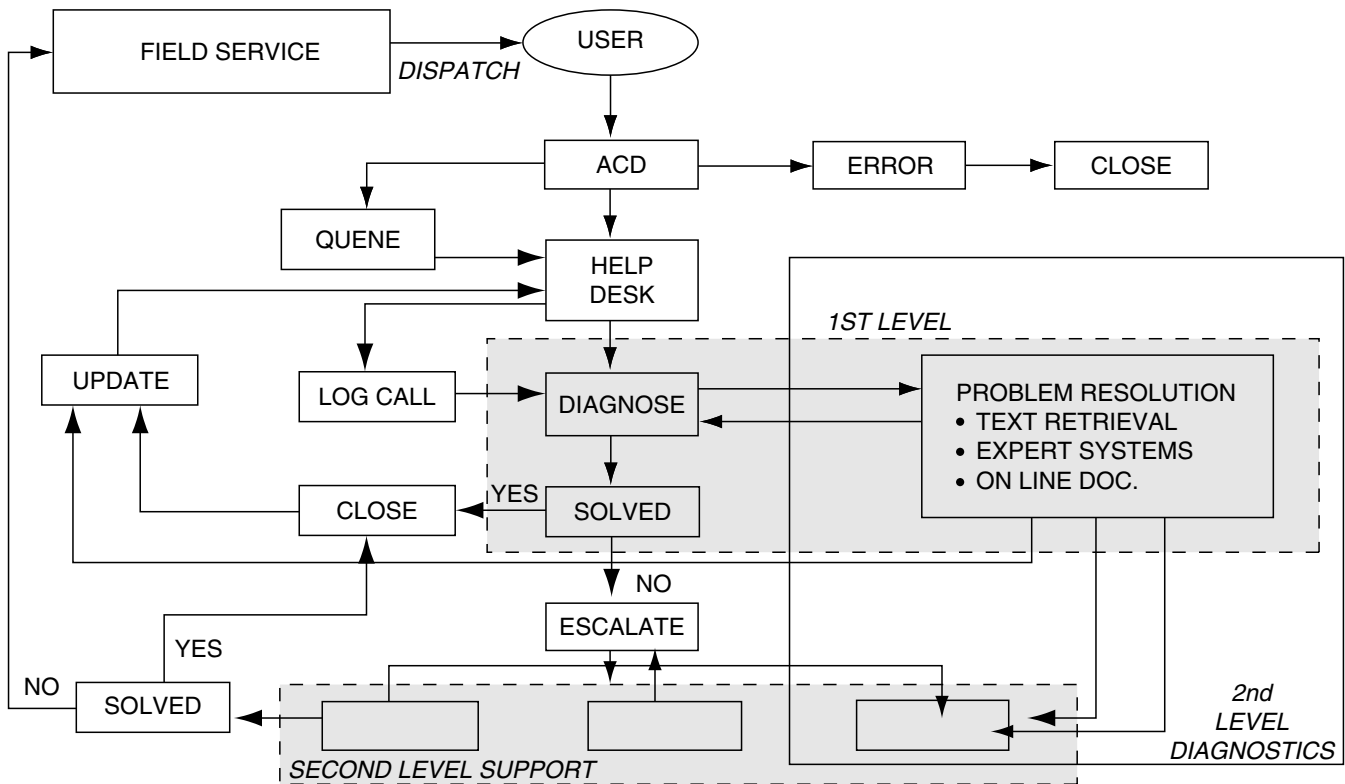 FIELD SERVICE
DISPATCH
USER
ACD
ERROR
CLOSE
QUENE
HELP
DESK
1ST LEVEL
UPDATE
LOG CALL
DIAGNOSE
PROBLEM RESOLUTION
• TEXT RETRIEVAL
• EXPERT SYSTEMS
• ON LINE DOC.
CLOSE
YES
SOLVED
NO
ESCALATE
YES
NO
SOLVED
2nd
LEVEL
DIAGNOSTICS
SECOND LEVEL SUPPORT